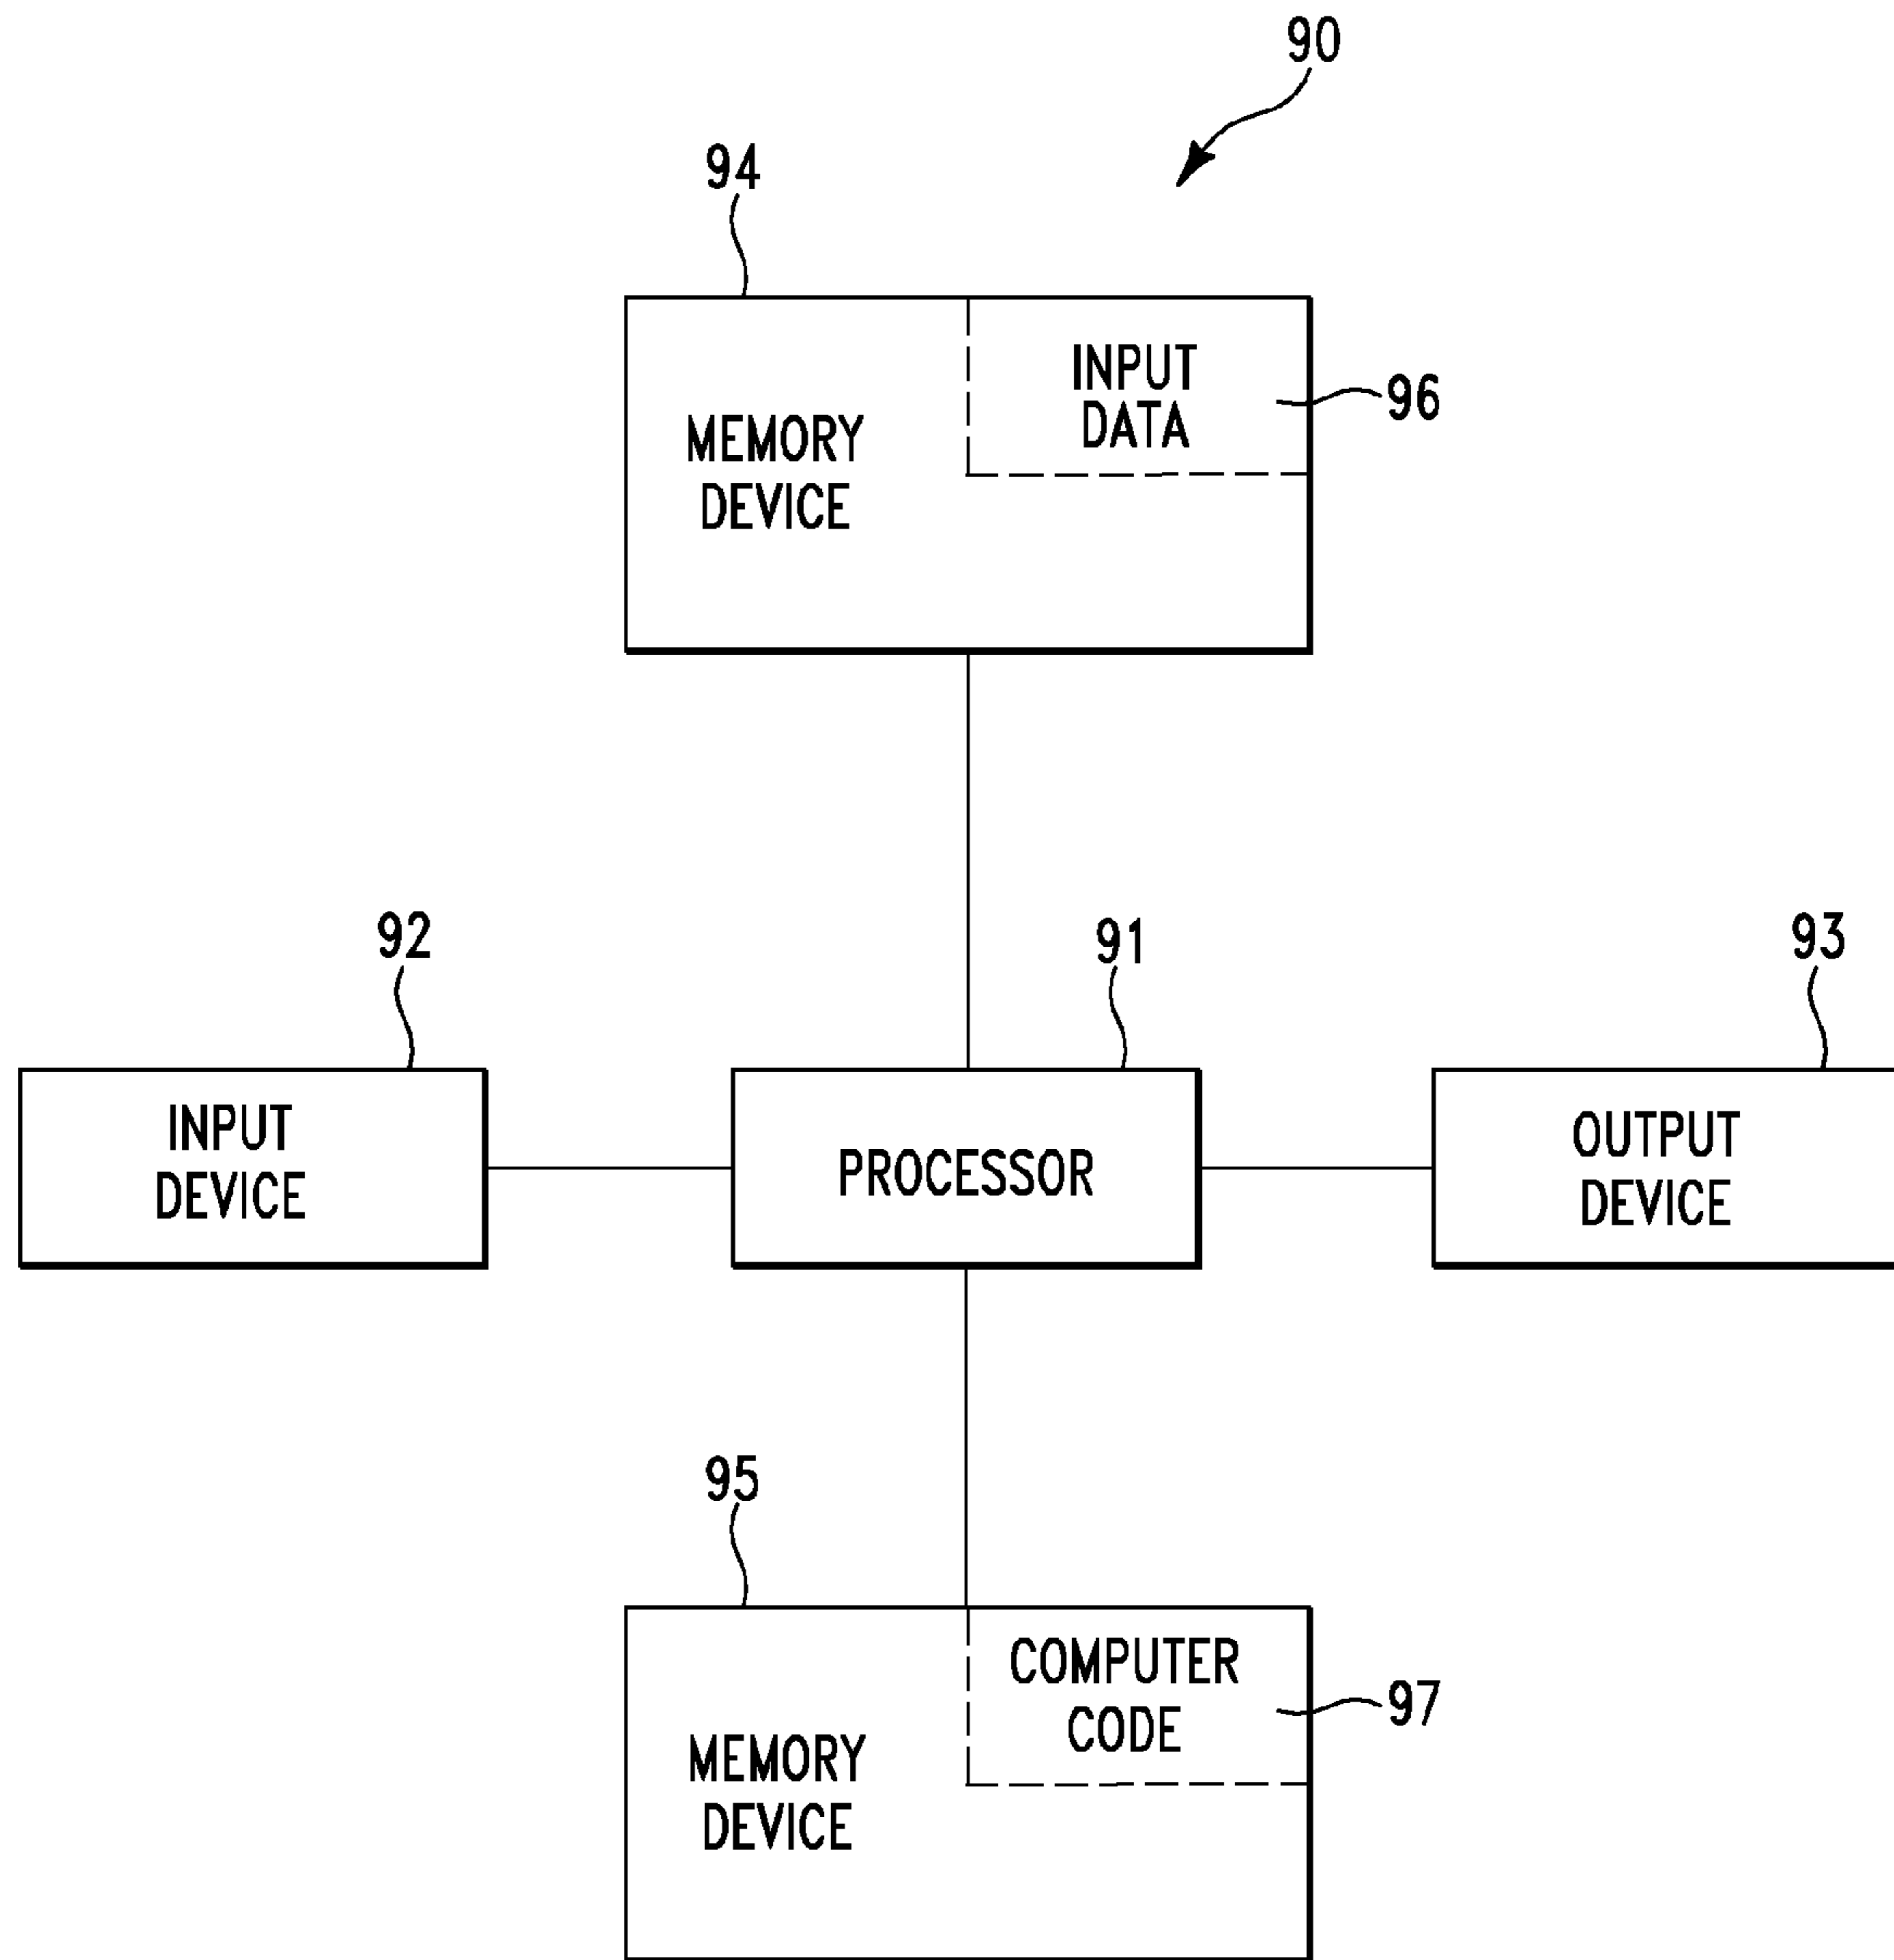 90
94
INPUT
DATA
96
MEMORY
DEVICE
92
91
93
INPUT
DEVICE
PROCESSOR
OUTPUT
DEVICE
95
COMPUTER
CODE
97
MEMORY
DEVICE